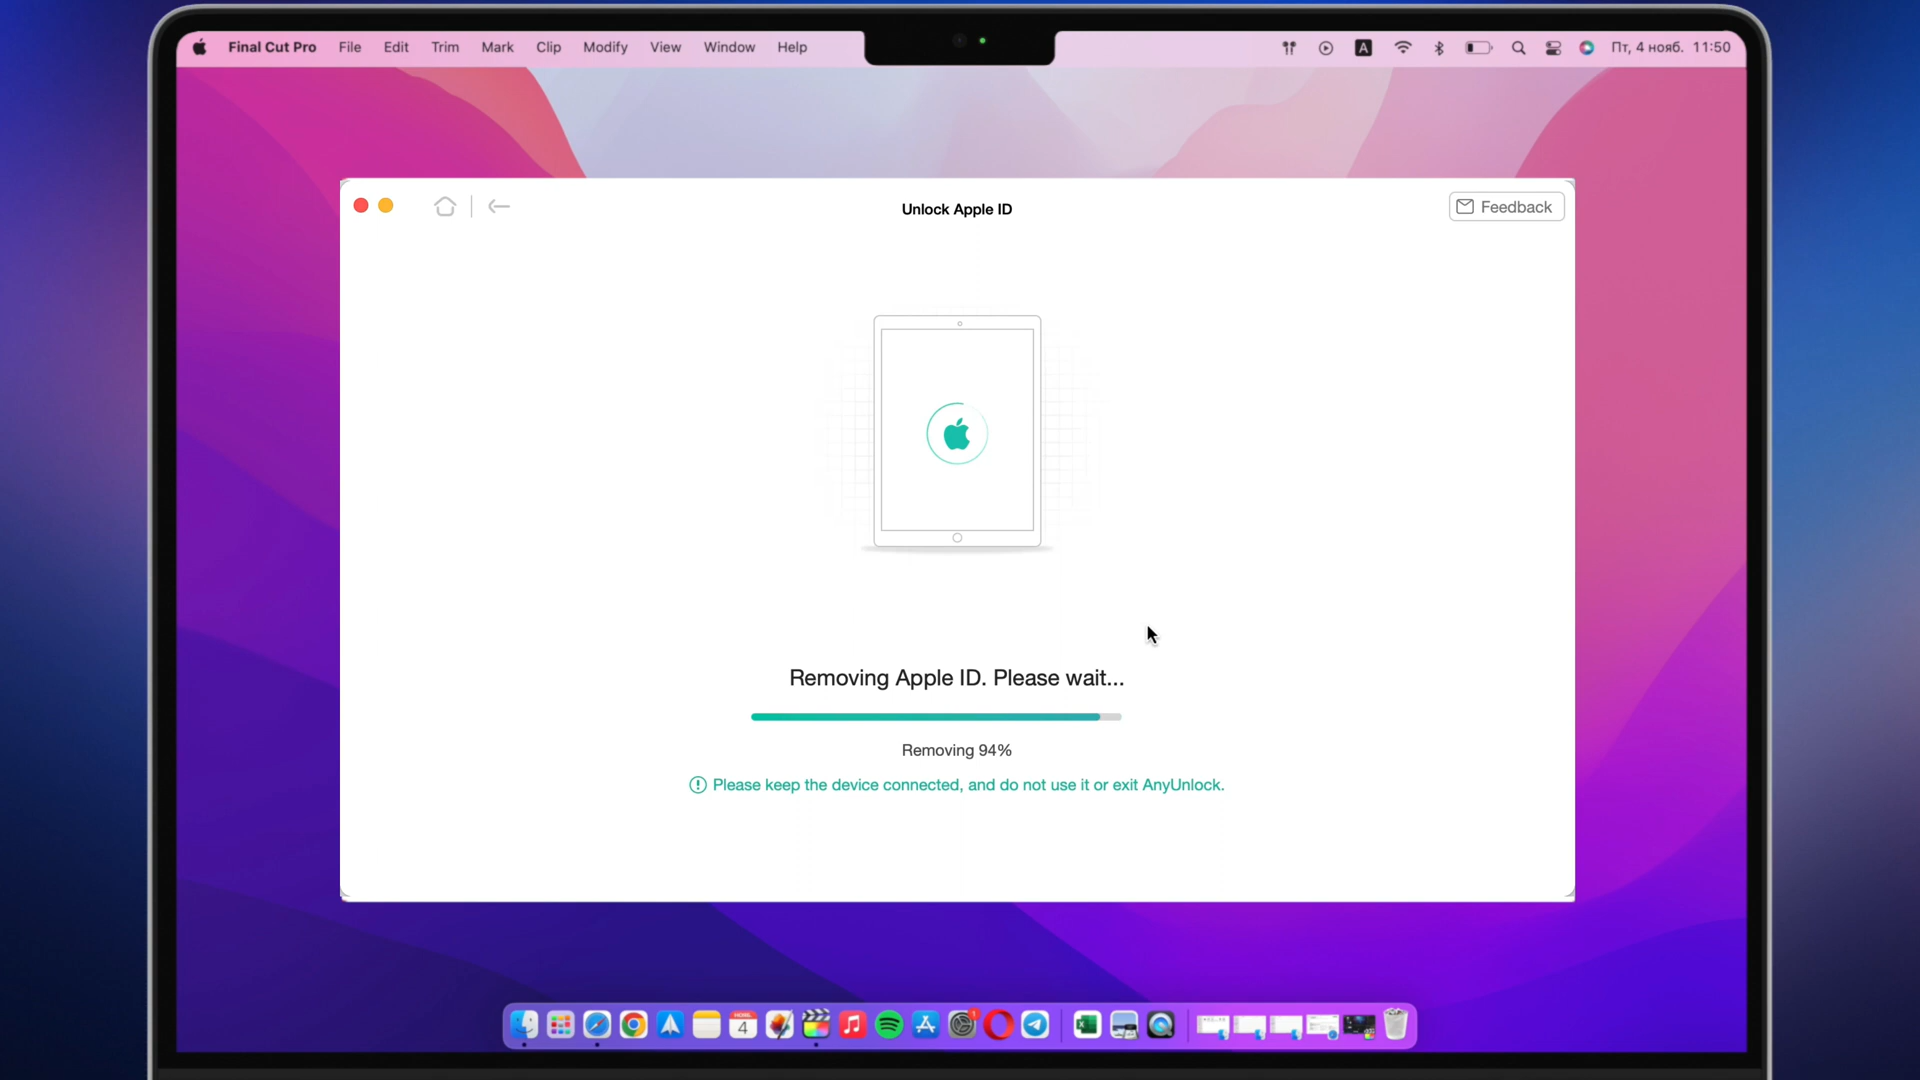 Final Cut Pro File Edit Trim Mark Clip Modify View Window Help A Пт, 4 нояб. 11:50
Unlock Apple ID
Feedback
Removing Apple ID. Please wait...
Removing 94%
Please keep the device connected, and do not use it or exit AnyUnlock.
4
1